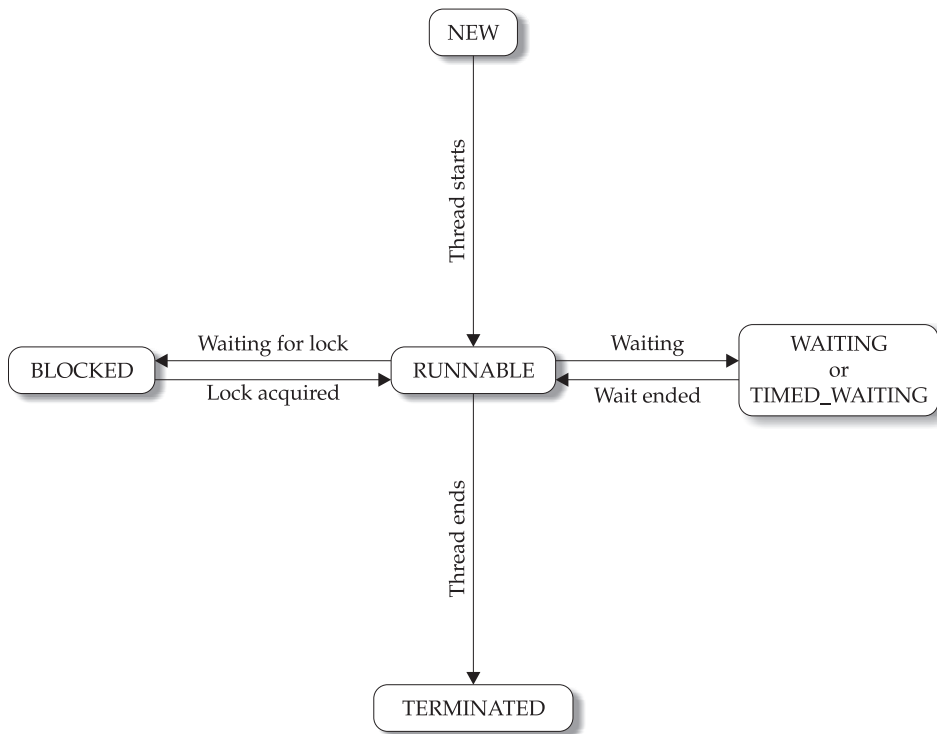 NEW
Thread starts
Waiting for lock
Waiting
BLOCKED
RUNNABLE
WAITING
or
TIMED_WAITING
Lock acquired
Wait ended
Thread ends
TERMINATED